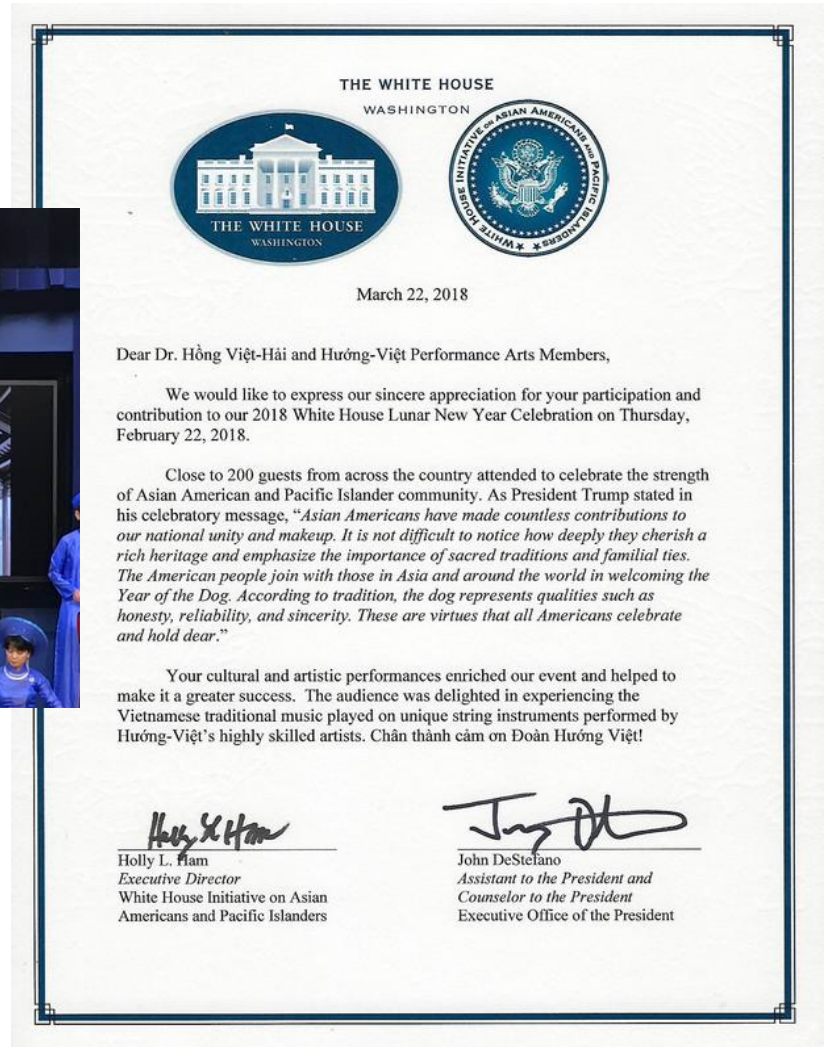 THE WHITE HOUSE
WASHINGTON
THE WHITE HOUSE
WASHINGTON
WHITE HOUSE INITIATIVE ON ASIAN AMERICANS AND PACIFIC ISLANDERS
March 22, 2018
Dear Dr. Hồng Việt-Hải and Hướng-Việt Performance Arts Members,
We would like to express our sincere appreciation for your participation and
contribution to our 2018 White House Lunar New Year Celebration on Thursday,
February 22, 2018.
Close to 200 guests from across the country attended to celebrate the strength
of Asian American and Pacific Islander community. As President Trump stated in
his celebratory message, “Asian Americans have made countless contributions to
our national unity and makeup. It is not difficult to notice how deeply they cherish a
rich heritage and emphasize the importance of sacred traditions and familial ties.
The American people join with those in Asia and around the world in welcoming the
Year of the Dog. According to tradition, the dog represents qualities such as
honesty, reliability, and sincerity. These are virtues that all Americans celebrate
and hold dear.”
Your cultural and artistic performances enriched our event and helped to
make it a greater success. The audience was delighted in experiencing the
Vietnamese traditional music played on unique string instruments performed by
Hướng-Việt’s highly skilled artists. Chân thành cảm ơn Đoàn Hướng Việt!
Holly L. Ham
Executive Director
White House Initiative on Asian
Americans and Pacific Islanders
John DeStefano
Assistant to the President and
Counselor to the President
Executive Office of the President